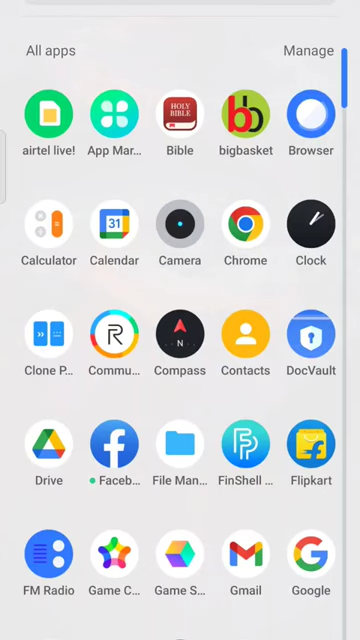 All apps Manage
HOLY
BIBLE
bb
31
airtel live! App Mar... Bible bigbasket Browser
Calculator Calendar Camera Chrome Clock
R
N
Clone P... Commu... Compass Contacts DocVault
Drive Faceb... File Man... FinShell ... Flipkart
FM Radio Game C... Game S... Gmail Google